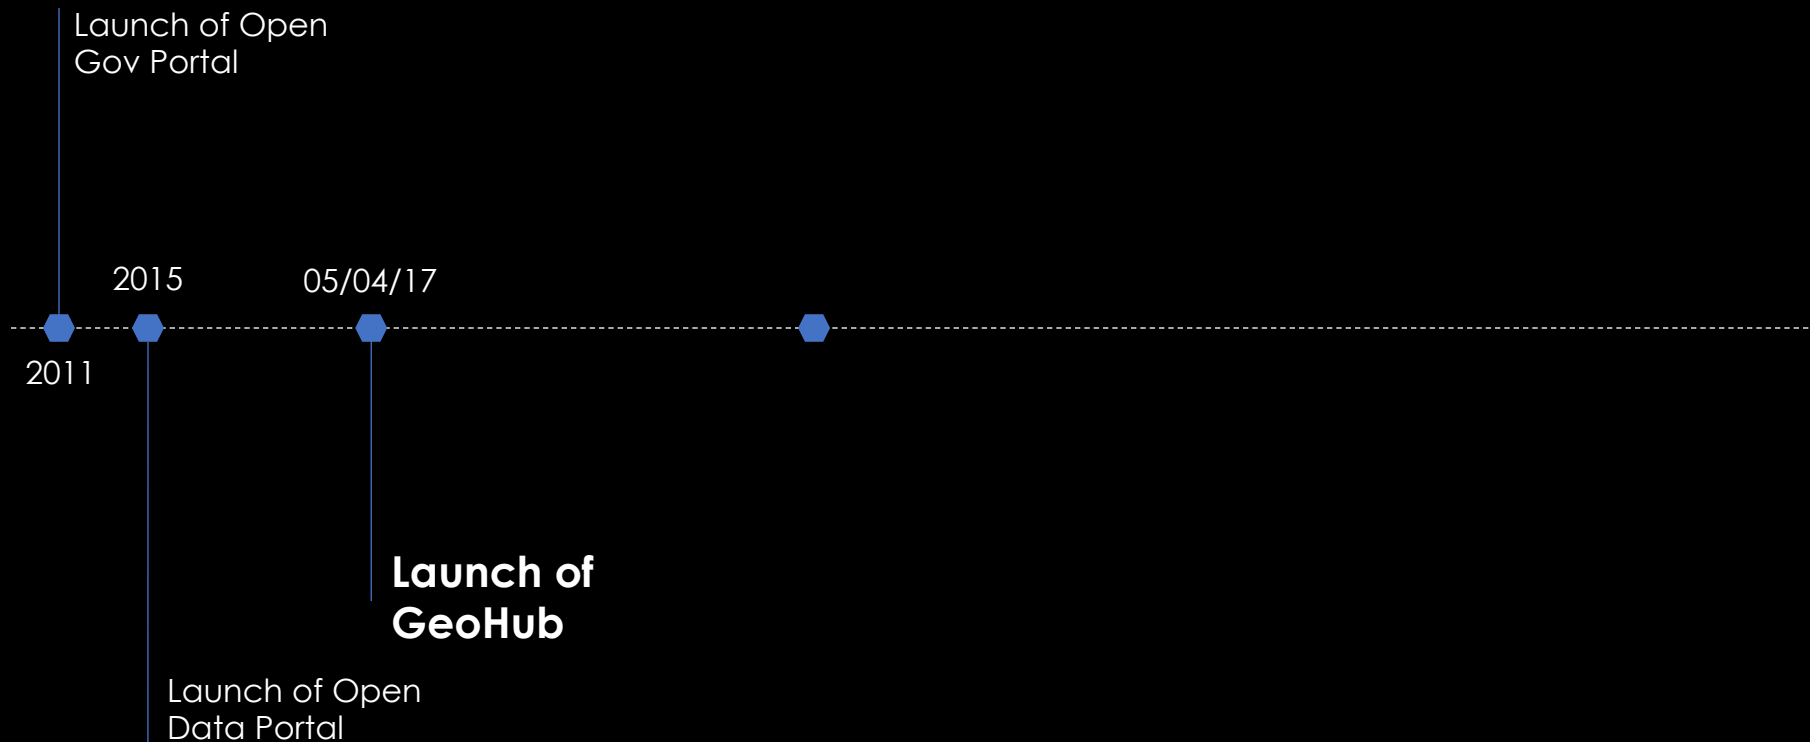 Launch of Open
Gov Portal
2015
05/04/17
2011
Launch of
GeoHub
Launch of Open
Data Portal